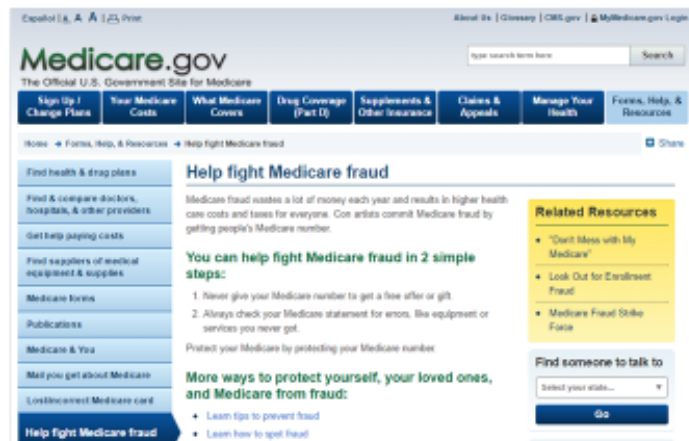 Español | A A A | Print
About Us | Glossary | CMS.gov | MyMedicare.gov Login
Medicare.gov
The Official U.S. Government Site for Medicare
type search term here
Search
Sign Up / Change Plans
Your Medicare Costs
What Medicare Covers
Drug Coverage (Part D)
Supplements & Other Insurance
Claims & Appeals
Manage Your Health
Forms, Help, & Resources
Home → Forms, Help, & Resources → Help fight Medicare fraud
Share
Find health & drug plans
Find & compare doctors,
hospitals, & other providers
Get help paying costs
Find suppliers of medical
equipment & supplies
Medicare forms
Publications
Medicare & You
Mail you get about Medicare
Lost/incorrect Medicare card
Help fight Medicare fraud
Help fight Medicare fraud
Medicare fraud wastes a lot of money each year and results in higher health
care costs and taxes for everyone. Con artists commit Medicare fraud by
getting people's Medicare number.
You can help fight Medicare fraud in 2 simple
steps:
1. Never give your Medicare number to get a free offer or gift.
2. Always check your Medicare statement for errors, like equipment or
services you never got.
Protect your Medicare by protecting your Medicare number.
More ways to protect yourself, your loved ones,
and Medicare from fraud:
• Learn tips to prevent fraud
• Learn how to spot fraud
Related Resources
• "Don't Mess with My
Medicare"
• Look Out for Enrollment
Fraud
• Medicare Fraud Strike
Force
Find someone to talk to
Select your state...
Go